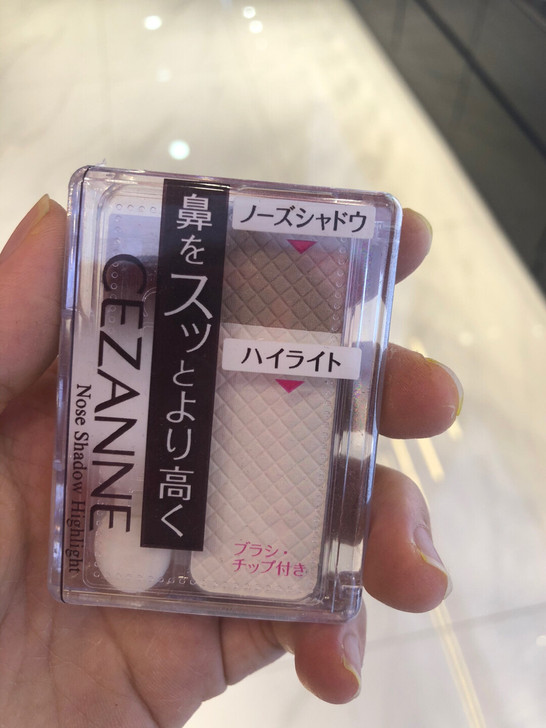 鼻をスッとより高く
CEZANNE
Nose Shadow Highlight
ノーズシャドウ
ハイライト
ブラシ・
チップ付き